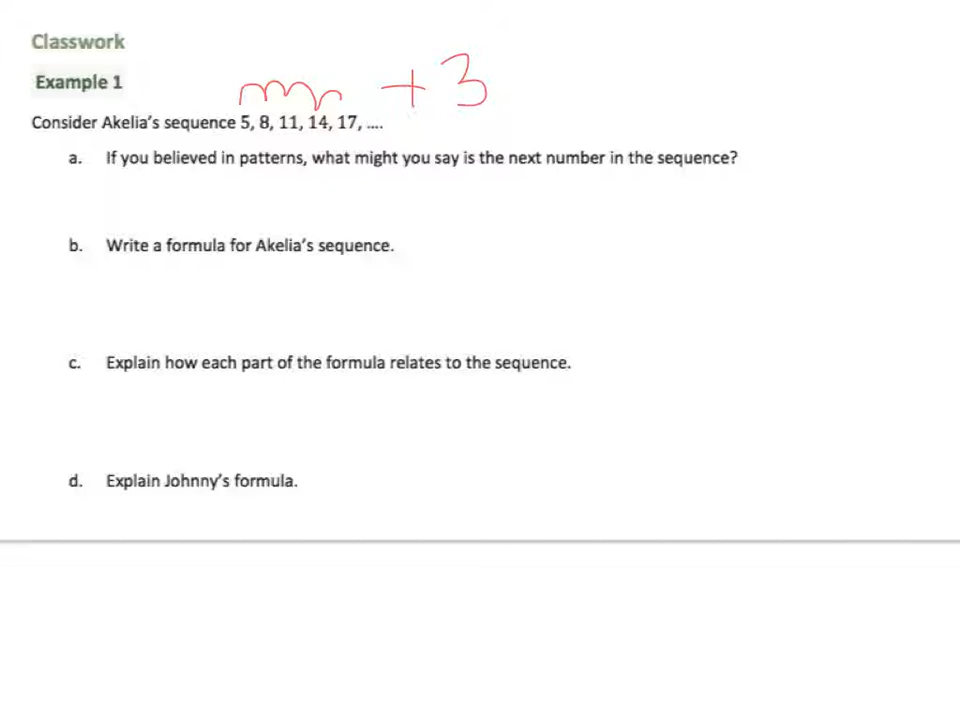 Classwork
Example 1
+3
Consider Akelia's sequence 5, 8, 11, 14, 17, ....
a. If you believed in patterns, what might you say is the next number in the sequence?
b. Write a formula for Akelia's sequence.
c. Explain how each part of the formula relates to the sequence.
d. Explain Johnny's formula.